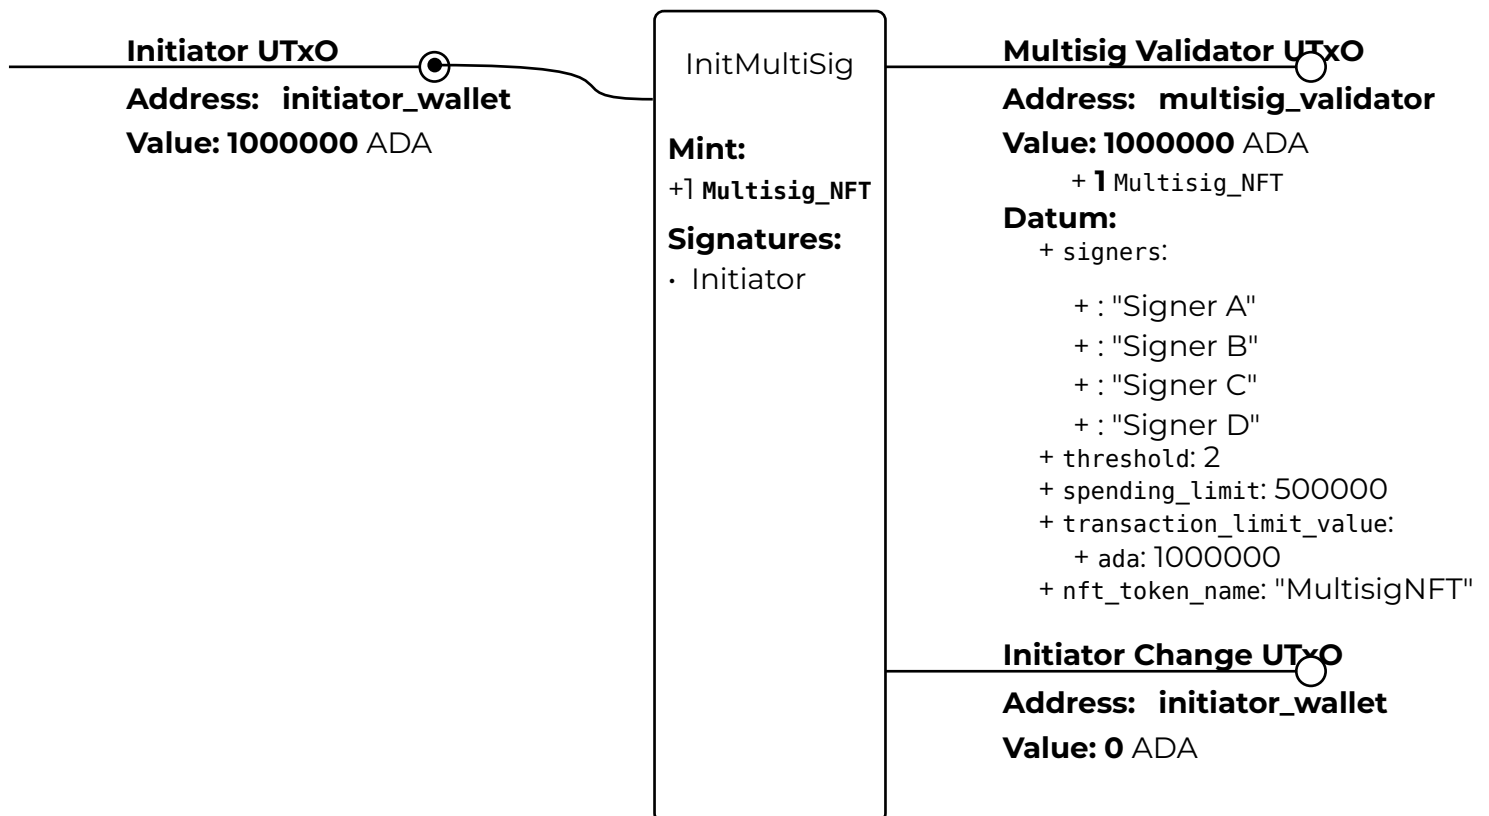 Initiator UTxO
Address: initiator_wallet
Value: 1000000 ADA
InitMultiSig
Mint:
+1 Multisig_NFT
Signatures:
· Initiator
Multisig Validator UTxO
Address: multisig_validator
Value: 1000000 ADA
+ 1 Multisig_NFT
Datum:
+ signers:
+ : "Signer A"
+ : "Signer B"
+ : "Signer C"
+ : "Signer D"
+ threshold: 2
+ spending_limit: 500000
+ transaction_limit_value:
+ ada: 1000000
+ nft_token_name: "MultisigNFT"
Initiator Change UTxO
Address: initiator_wallet
Value: 0 ADA